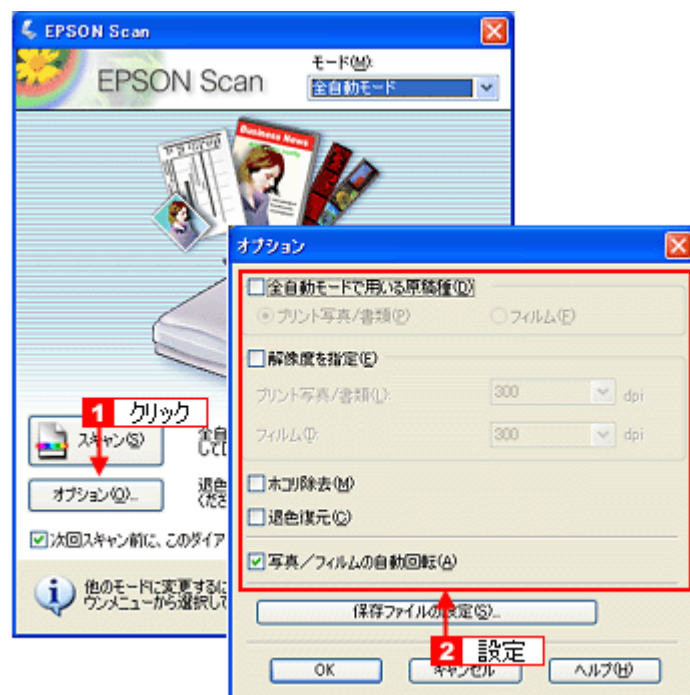 EPSON Scan
EPSON Scan
モード(M):
全自動モード
Business News
オプション
全自動モードで用いる原稿種(D)
プリント写真/書類(P)
フィルム(F)
解像度を指定(E)
プリント写真/書類(L):
300
dpi
フィルム(I):
300
dpi
ホコリ除去(M)
退色復元(C)
写真/フィルムの自動回転(A)
保存ファイルの設定(S)...
2 設定
OK
キャンセル
ヘルプ(H)
1 クリック
スキャン(S)
全自
して
オプション(O)...
退色
くださ
次回スキャン前に、このダイア
他のモードに変更するに
ウンメニューから選択して